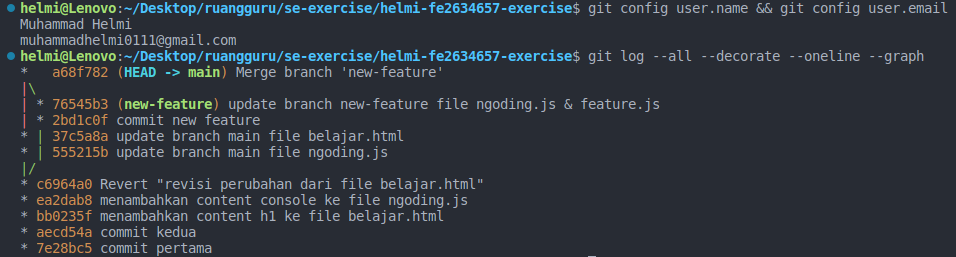 helmi@Lenovo:~/Desktop/ruangguru/se-exercise/helmi-fe2634657-exercise$ git config user.name && git config user.email
Muhammad Helmi
muhammadhelmi0111@gmail.com
helmi@Lenovo:~/Desktop/ruangguru/se-exercise/helmi-fe2634657-exercise$ git log --all --decorate --oneline --graph
*   a68f782 (HEAD -> main) Merge branch 'new-feature'
|\
| * 76545b3 (new-feature) update branch new-feature file ngoding.js & feature.js
| * 2bd1c0f commit new feature
* | 37c5a8a update branch main file belajar.html
* | 555215b update branch main file ngoding.js
|/
* c6964a0 Revert "revisi perubahan dari file belajar.html"
* ea2dab8 menambahkan content console ke file ngoding.js
* bb0235f menambahkan content h1 ke file belajar.html
* aecd54a commit kedua
* 7e28bc5 commit pertama